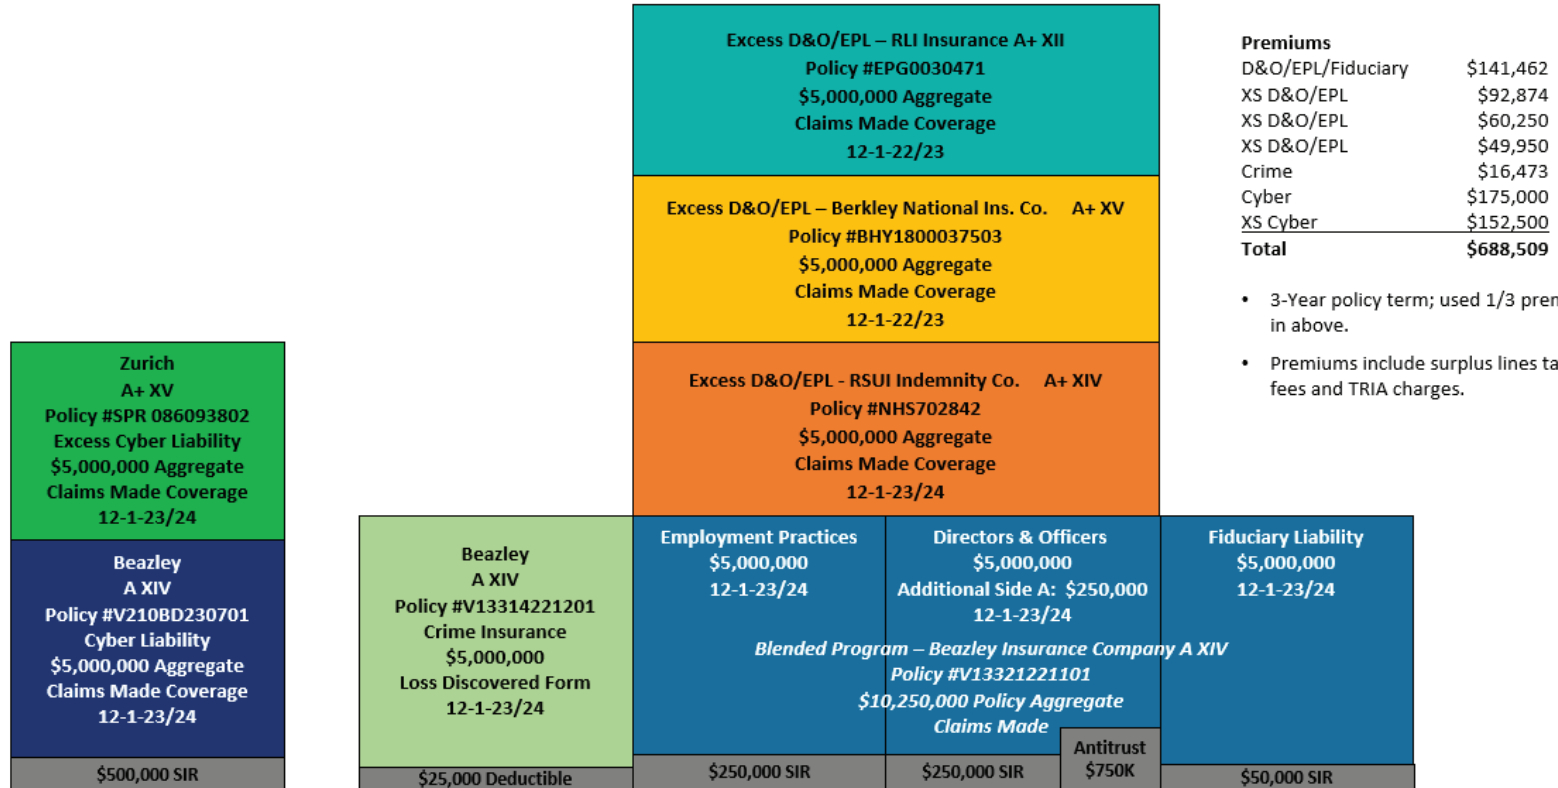 Excess D&O/EPL – RLI Insurance A+ XII
Policy #EPG0030471
$5,000,000 Aggregate
Claims Made Coverage
12-1-22/23
Excess D&O/EPL – Berkley National Ins. Co. A+ XV
Policy #BHY1800037503
$5,000,000 Aggregate
Claims Made Coverage
12-1-22/23
Excess D&O/EPL - RSUI Indemnity Co. A+ XIV
Policy #NHS702842
$5,000,000 Aggregate
Claims Made Coverage
12-1-23/24
Premiums
D&O/EPL/Fiduciary $141,462
XS D&O/EPL $92,874
XS D&O/EPL $60,250
XS D&O/EPL $49,950
Crime $16,473
Cyber $175,000
XS Cyber $152,500
Total $688,509
• 3-Year policy term; used 1/3
in above.
• Premiums include surplus lines
fees and TRIA charges.
Zurich
A+ XV
Policy #SPR 086093802
Excess Cyber Liability
$5,000,000 Aggregate
Claims Made Coverage
12-1-23/24
Beazley
A XIV
Policy #V210BD230701
Cyber Liability
$5,000,000 Aggregate
Claims Made Coverage
12-1-23/24
$500,000 SIR
Beazley
A XIV
Policy #V13314221201
Crime Insurance
$5,000,000
Loss Discovered Form
12-1-23/24
$25,000 Deductible
Employment Practices
$5,000,000
12-1-23/24
Directors & Officers
$5,000,000
Additional Side A: $250,000
12-1-23/24
Fiduciary Liability
$5,000,000
12-1-23/24
Blended Program – Beazley Insurance Company A XIV
Policy #V13321221101
$10,250,000 Policy Aggregate
Claims Made
$250,000 SIR
$250,000 SIR
Antitrust
$750K
$50,000 SIR